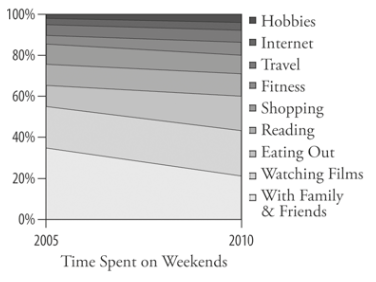 100%
80%
60%
40%
20%
0%
2005
2010
Time Spent on Weekends
Hobbies
Internet
Travel
Fitness
Shopping
Reading
Eating Out
Watching Films
With Family
& Friends